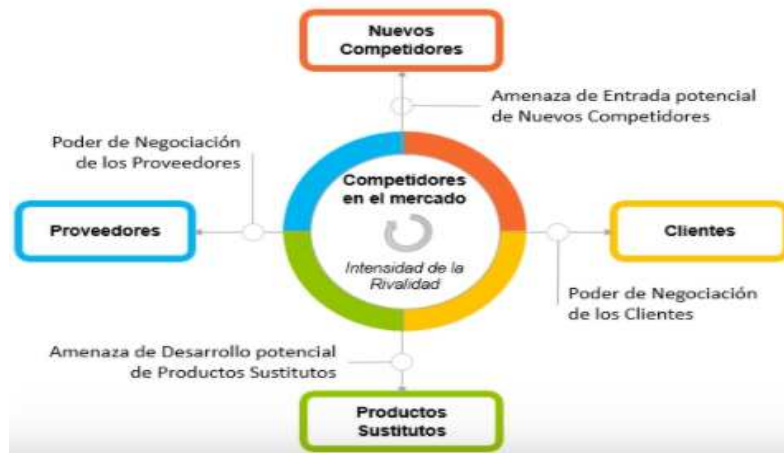 Nuevos
Competidores
Amenaza de Entrada potencial
de Nuevos Competidores
Poder de Negociación
de los Proveedores
Competidores
en el mercado
Proveedores
Clientes
Intensidad de la
Rivalidad
Poder de Negociación
de los Clientes
Amenaza de Desarrollo potencial
de Productos Sustitutos
Productos
Sustitutos